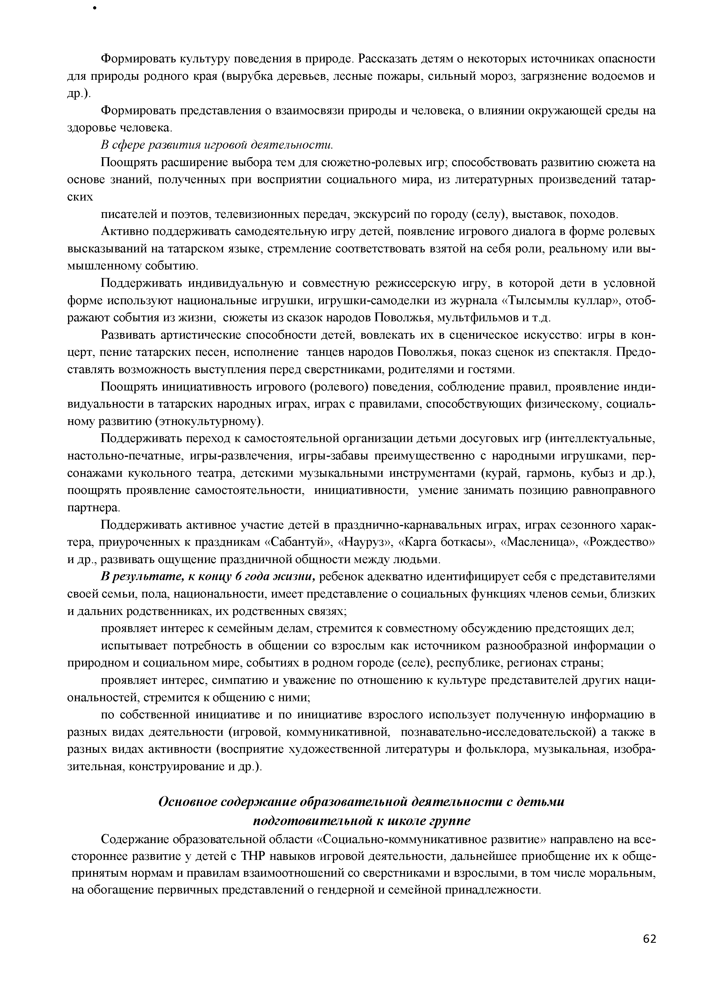 •
Формировать культуру поведения в природе. Рассказать детям о некоторых источниках опасности
для природы родного края (вырубка деревьев, лесные пожары, сильный мороз, загрязнение водоемов и
др.).
Формировать представления о взаимосвязи природы и человека, о влиянии окружающей среды на
здоровье человека.
В сфере развития игровой деятельности.
Поощрять расширение выбора тем для сюжетно-ролевых игр; способствовать развитию сюжета на
основе знаний, полученных при восприятии социального мира, из литературных произведений татар-
ских
писателей и поэтов, телевизионных передач, экскурсий по городу (селу), выставок, походов.
Активно поддерживать самодеятельную игру детей, появление игрового диалога в форме ролевых
высказываний на татарском языке, стремление соответствовать взятой на себя роли, реальному или вы-
мышленному событию.
Поддерживать индивидуальную и совместную режиссерскую игру, в которой дети в условной
форме используют национальные игрушки, игрушки-самоделки из журнала «Тылсымлы куллар», отоб-
ражают события из жизни,  сюжеты из сказок народов Поволжья, мультфильмов и т.д.
Развивать артистические способности детей, вовлекать их в сценическое искусство: игры в кон-
церт, пение татарских песен, исполнение  танцев народов Поволжья, показ сценок из спектакля. Предо-
ставлять возможность выступления перед сверстниками, родителями и гостями.
Поощрять инициативность игрового (ролевого) поведения, соблюдение правил, проявление инди-
видуальности в татарских народных играх, играх с правилами, способствующих физическому, социаль-
ному развитию (этнокультурному).
Поддерживать переход к самостоятельной организации детьми досуговых игр (интеллектуальные,
настольно-печатные, игры-развлечения, игры-забавы преимущественно с народными игрушками, пер-
сонажами кукольного театра, детскими музыкальными инструментами (курай, гармонь, кубыз и др.),
поощрять проявление самостоятельности,  инициативности,  умение занимать позицию равноправного
партнера.
Поддерживать активное участие детей в празднично-карнавальных играх, играх сезонного харак-
тера, приуроченных к праздникам «Сабантуй», «Науруз», «Карга боткасы», «Масленица», «Рождество»
и др., развивать ощущение праздничной общности между людьми.
В результате, к концу 6 года жизни, ребенок адекватно идентифицирует себя с представителями
своей семьи, пола, национальности, имеет представление о социальных функциях членов семьи, близких
и дальних родственниках, их родственных связях;
проявляет интерес к семейным делам, стремится к совместному обсуждению предстоящих дел;
испытывает потребность в общении со взрослым как источником разнообразной информации о
природном и социальном мире, событиях в родном городе (селе), республике, регионах страны;
проявляет интерес, симпатию и уважение по отношению к культуре представителей других наци-
ональностей, стремится к общению с ними;
по собственной инициативе и по инициативе взрослого использует полученную информацию в
разных видах деятельности (игровой, коммуникативной,  познавательно-исследовательской) а также в
разных видах активности (восприятие художественной литературы и фольклора, музыкальная, изобра-
зительная, конструирование и др.).
Основное содержание образовательной деятельности с детьми
подготовительной к школе группе
Содержание образовательной области «Социально-коммуникативное развитие» направлено на все-
стороннее развитие у детей с ТНР навыков игровой деятельности, дальнейшее приобщение их к обще-
принятым нормам и правилам взаимоотношений со сверстниками и взрослыми, в том числе моральным,
на обогащение первичных представлений о гендерной и семейной принадлежности.
62